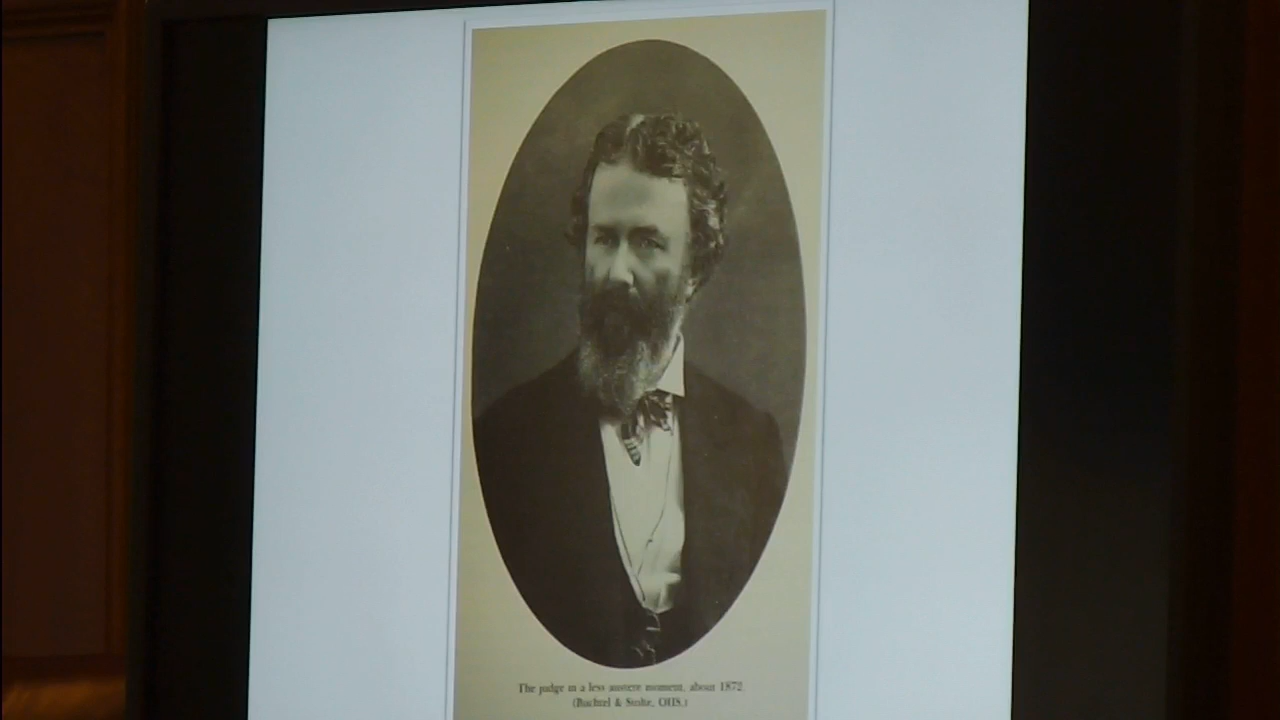 The judge in a less austere moment, about 1872.
(Buchtel & Stolte, OHS.)